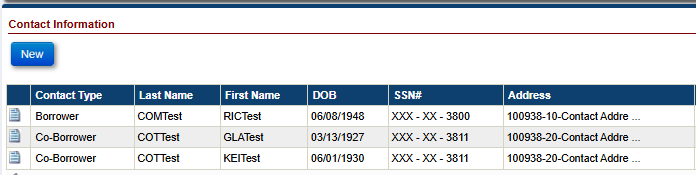 Contact Information
New
Contact Type Last Name First Name DOB SSN# Address
Borrower COMTest RICTest 06/08/1948 XXX - XX - 3800 100938-10-Contact Addre ...
Co-Borrower COTTest GLATest 03/13/1927 XXX - XX - 3811 100938-20-Contact Addre ...
Co-Borrower COTTest KEITest 06/01/1930 XXX - XX - 3811 100938-20-Contact Addre ...